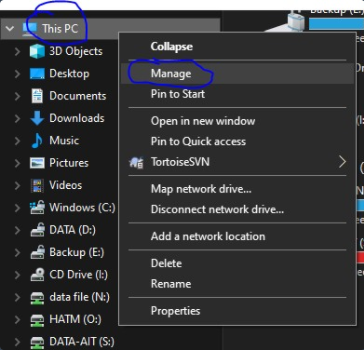 Backup (E:)
This PC
3D Objects
Desktop
Documents
Downloads
Music
Pictures
Videos
Windows (C:)
DATA (D:)
Backup (E:)
CD Drive (I:)
data file (N:)
HATM (O:)
DATA-AIT (S:)
Collapse
Manage
Pin to Start
Open in new window
Pin to Quick access
TortoiseSVN
Map network drive...
Disconnect network drive...
Add a network location
Delete
Rename
Properties